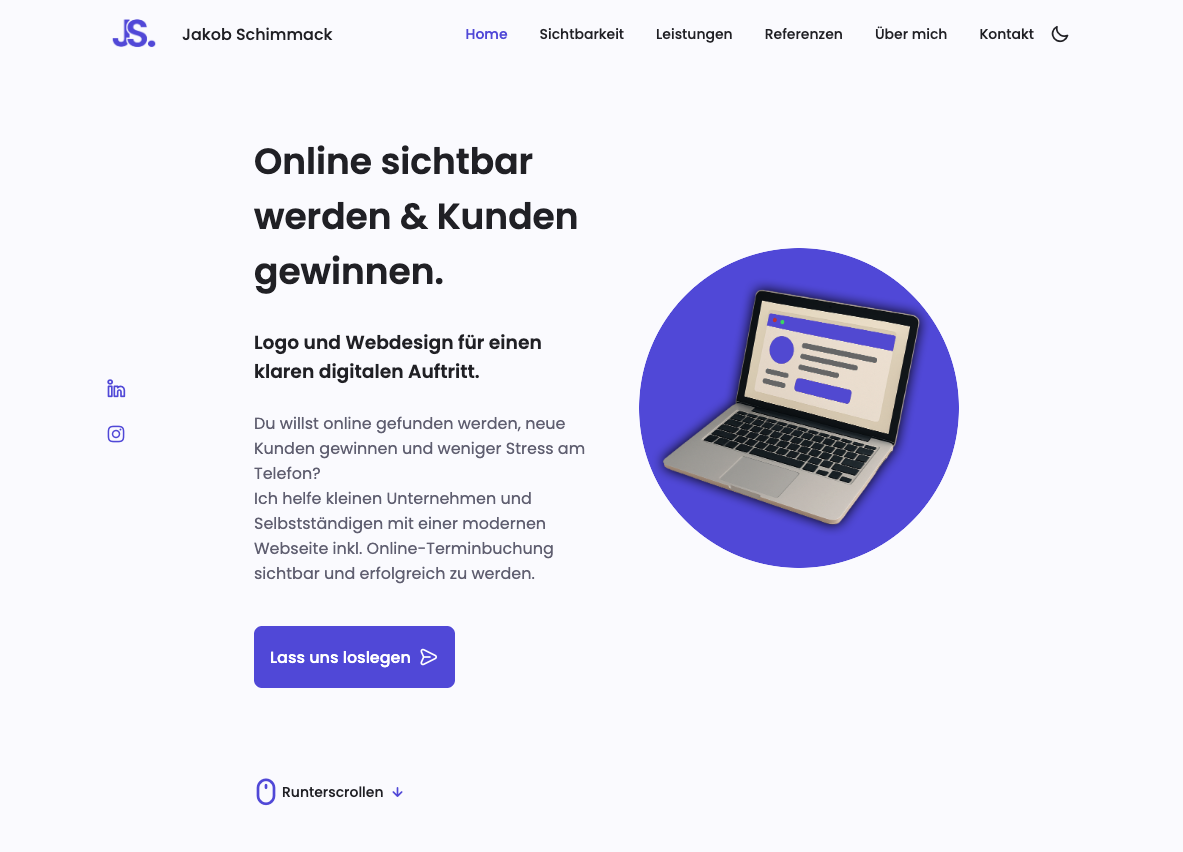 JS.
Jakob Schimmack
Home
Sichtbarkeit
Leistungen
Referenzen
Über mich
Kontakt
Online sichtbar
werden & Kunden
gewinnen.
Logo und Webdesign für einen
klaren digitalen Auftritt.
Du willst online gefunden werden, neue
Kunden gewinnen und weniger Stress am
Telefon?
Ich helfe kleinen Unternehmen und
Selbstständigen mit einer modernen
Webseite inkl. Online-Terminbuchung
sichtbar und erfolgreich zu werden.
Lass uns loslegen
Runterscrollen